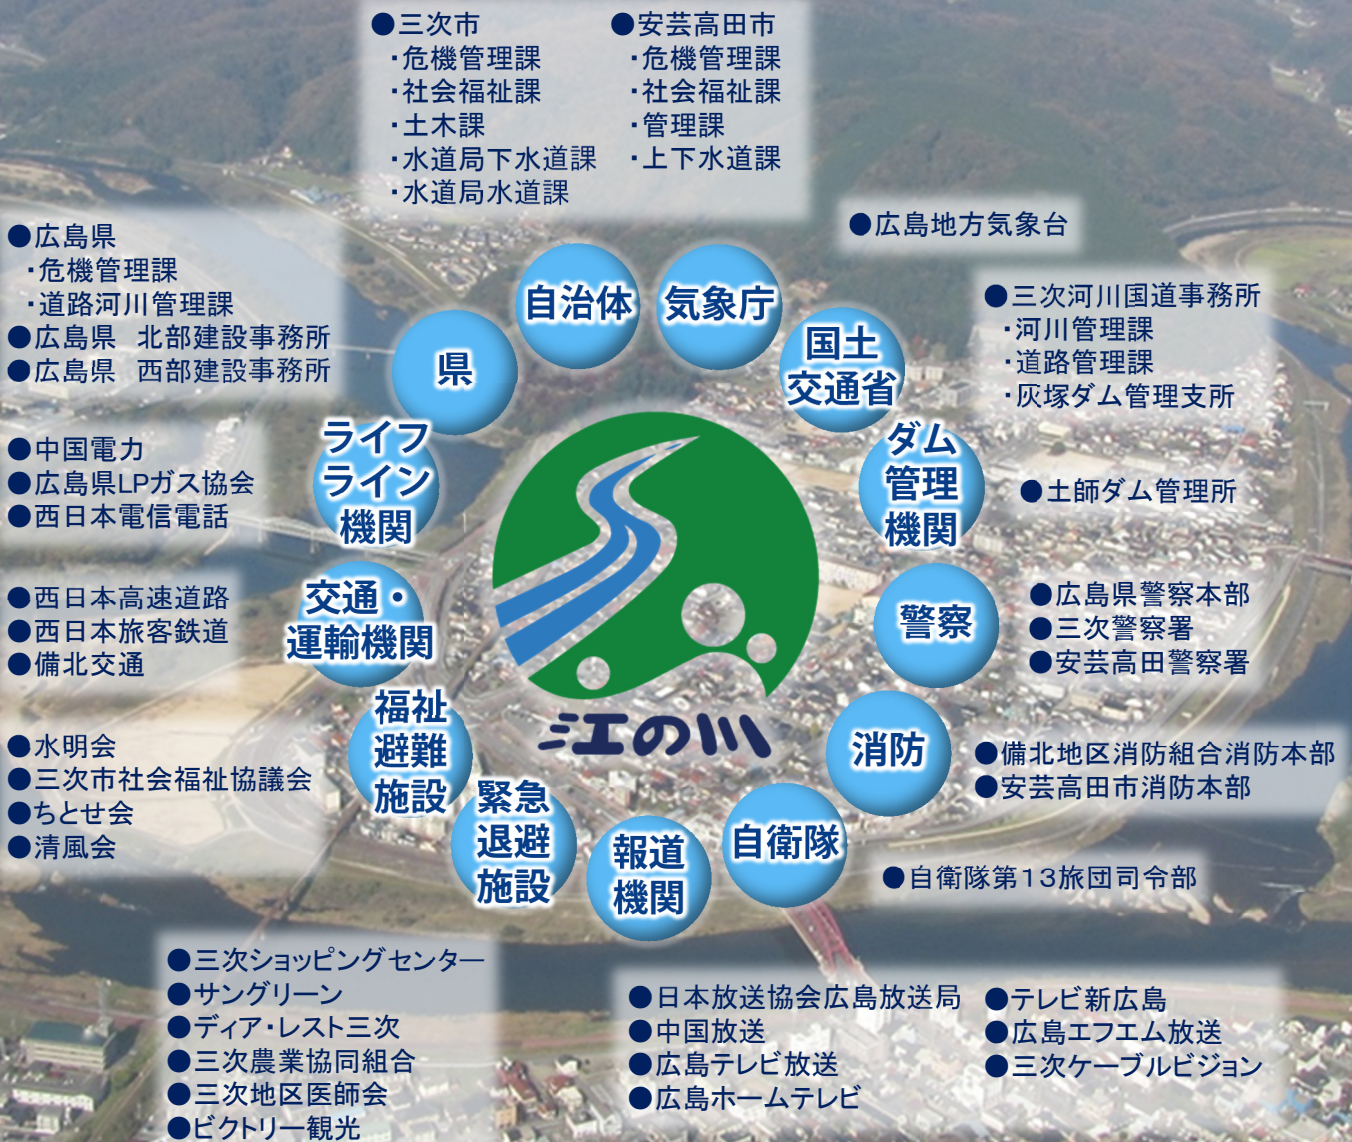 ●三次市
・危機管理課
・社会福祉課
・土木課
・水道局下水道課
・水道局水道課
●安芸高田市
・危機管理課
・社会福祉課
・管理課
・上下水道課
●広島地方気象台
●広島県
・危機管理課
・道路河川管理課
●広島県　北部建設事務所
●広島県　西部建設事務所
●三次河川国道事務所
・河川管理課
・道路管理課
・灰塚ダム管理支所
自治体
気象庁
県
国土
交通省
ライフ
ライン
機関
ダム
管理
機関
●中国電力
●広島県LPガス協会
●西日本電信電話
●土師ダム管理所
交通・
運輸機関
警察
●西日本高速道路
●西日本旅客鉄道
●備北交通
●広島県警察本部
●三次警察署
●安芸高田警察署
江の川
福祉
避難
施設
消防
●水明会
●三次市社会福祉協議会
●ちとせ会
●清風会
●備北地区消防組合消防本部
●安芸高田市消防本部
緊急
退避
施設
報道
機関
自衛隊
●自衛隊第１３旅団司令部
●三次ショッピングセンター
●サングリーン
●ディア・レスト三次
●三次農業協同組合
●三次地区医師会
●ビクトリー観光
●日本放送協会広島放送局
●中国放送
●広島テレビ放送
●広島ホームテレビ
●テレビ新広島
●広島エフエム放送
●三次ケーブルビジョン